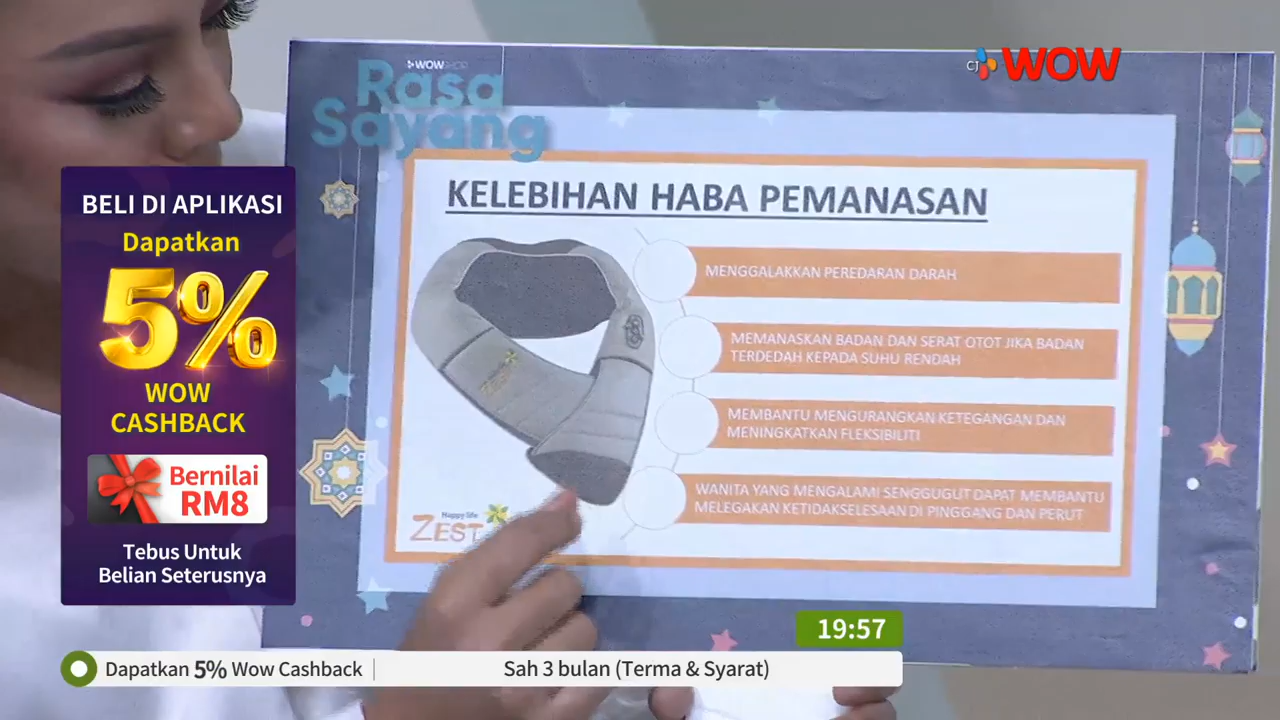 WOWSHOP
Rasa
Sayang
CJ WOW
BELI DI APLIKASI
Dapatkan
5%
WOW
CASHBACK
Bernilai
RM8
Tebus Untuk
Belian Seterusnya
KELEBIHAN HABA PEMANASAN
MENGGALAKKAN PEREDARAN DARAH
MEMANASKAN BADAN DAN SERAT OTOT JIKA BADAN
TERDEDAH KEPADA SUHU RENDAH
MEMBANTU MENGURANGKAN KETEGANGAN DAN
MENINGKATKAN FLEKSIBILITI
WANITA YANG MENGALAMI SENGGUGUT DAPAT MEMBANTU
MELEGAKAN KETIDAKSELESAAN DI PINGGANG DAN PERUT
Happy life
ZEST
19:57
Dapatkan 5% Wow Cashback
Sah 3 bulan (Terma & Syarat)